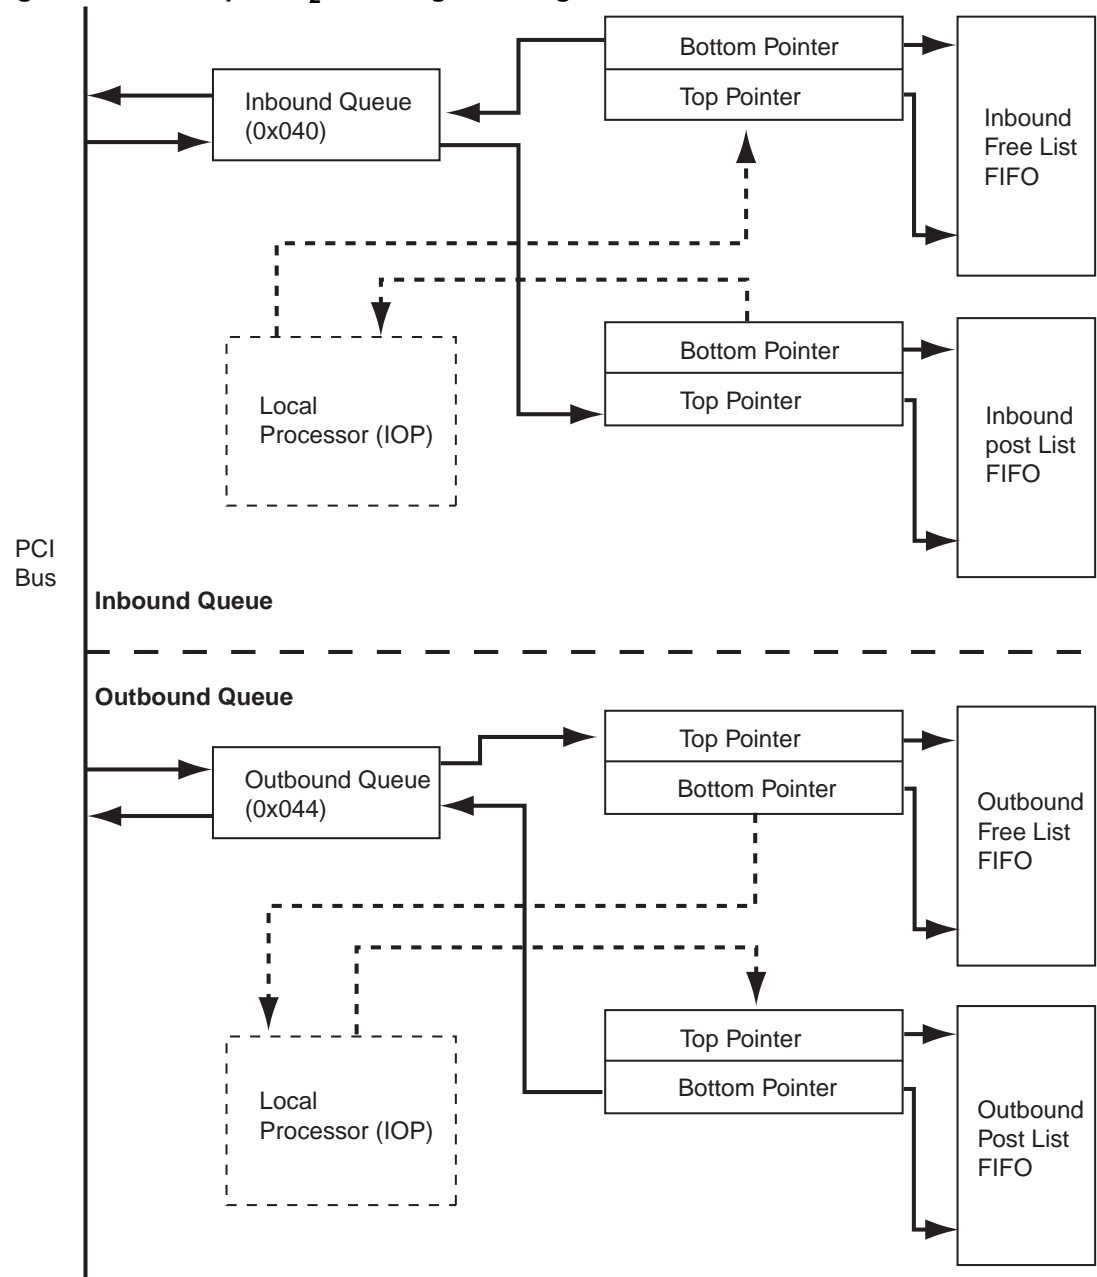 Bottom Pointer
Top Pointer
Inbound Queue
(0x040)
Inbound
Free List
FIFO
Bottom Pointer
Top Pointer
Local
Processor (IOP)
Inbound
post List
FIFO
PCI
Bus
Inbound Queue
Outbound Queue
Top Pointer
Bottom Pointer
Outbound Queue
(0x044)
Outbound
Free List
FIFO
Top Pointer
Bottom Pointer
Local
Processor (IOP)
Outbound
Post List
FIFO